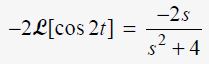 −2ℒ[cos 2t] = −2s / (s² + 4)